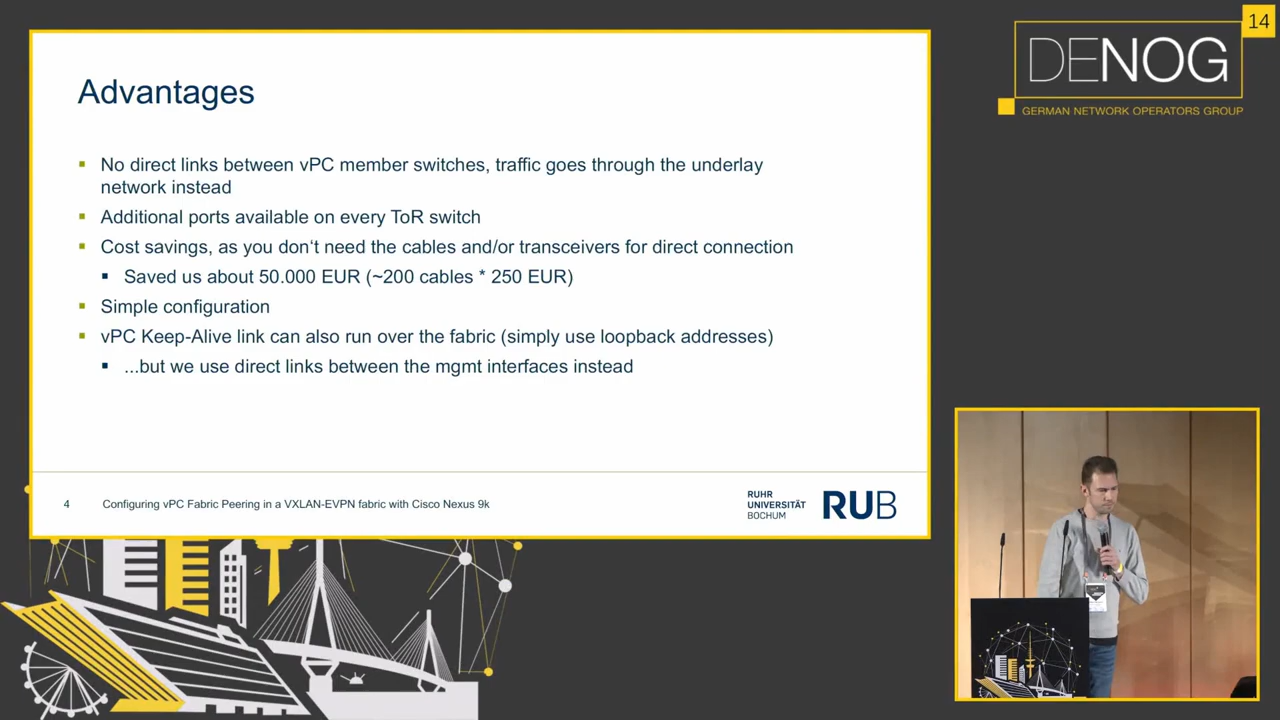 14
DENOG
GERMAN NETWORK OPERATORS GROUP
Advantages
▪ No direct links between vPC member switches, traffic goes through the underlay
network instead
▪ Additional ports available on every ToR switch
▪ Cost savings, as you don‘t need the cables and/or transceivers for direct connection
▪ Saved us about 50.000 EUR (~200 cables * 250 EUR)
▪ Simple configuration
▪ vPC Keep-Alive link can also run over the fabric (simply use loopback addresses)
▪ ...but we use direct links between the mgmt interfaces instead
4 Configuring vPC Fabric Peering in a VXLAN-EVPN fabric with Cisco Nexus 9k
RUHR
UNIVERSITÄT
BOCHUM
RUB